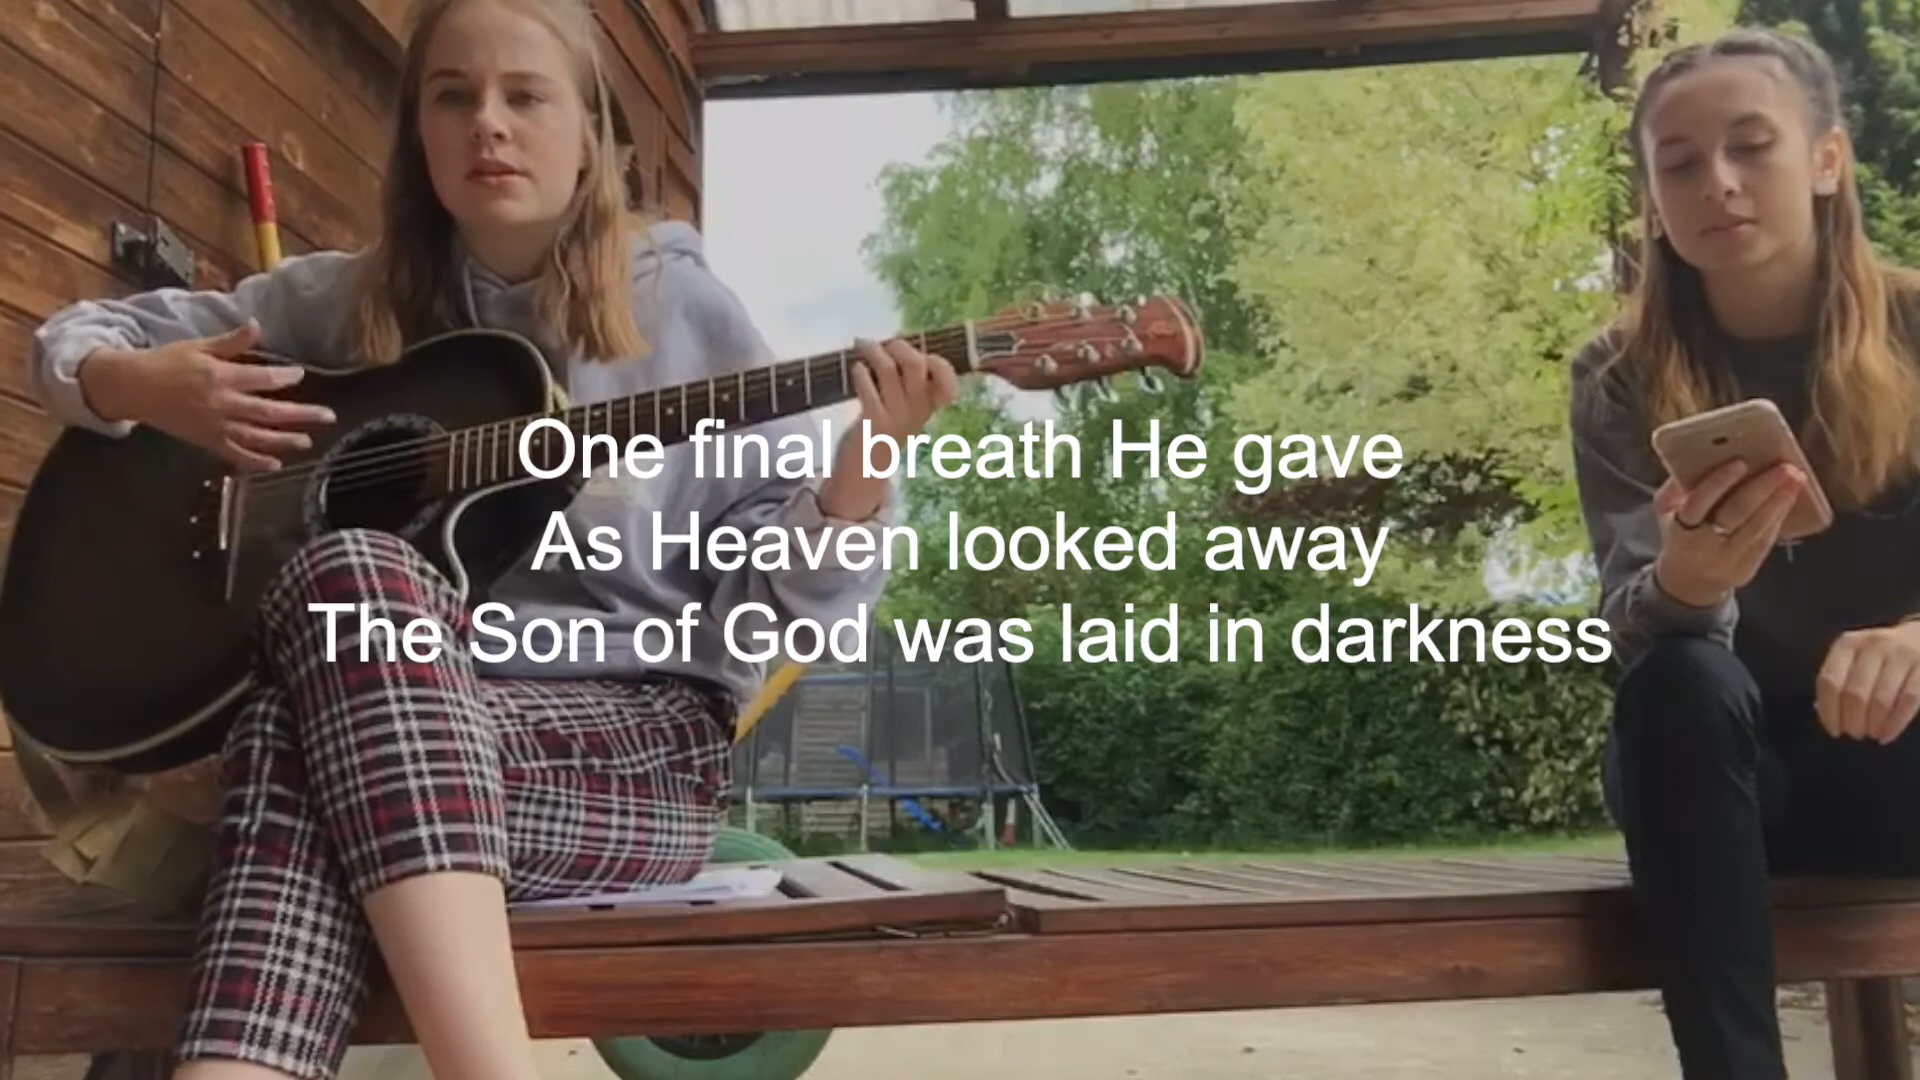 One final breath He gave
As Heaven looked away
The Son of God was laid in darkness